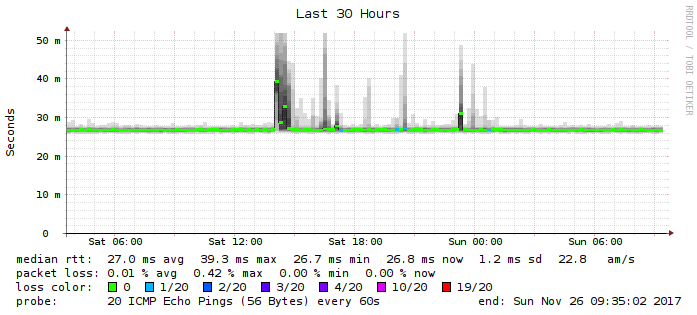 Last 30 Hours
RRDTOOL / TOBI OETIKER
Seconds
50 m
40 m
30 m
20 m
10 m
0
Sat 06:00 Sat 12:00 Sat 18:00 Sun 00:00 Sun 06:00
median rtt: 27.0 ms avg 39.3 ms max 26.7 ms min 26.8 ms now 1.2 ms sd 22.8 am/s
packet loss: 0.01 % avg 0.42 % max 0.00 % min 0.00 % now
loss color: 0 1/20 2/20 3/20 4/20 10/20 19/20
probe: 20 ICMP Echo Pings (56 Bytes) every 60s end: Sun Nov 26 09:35:02 2017